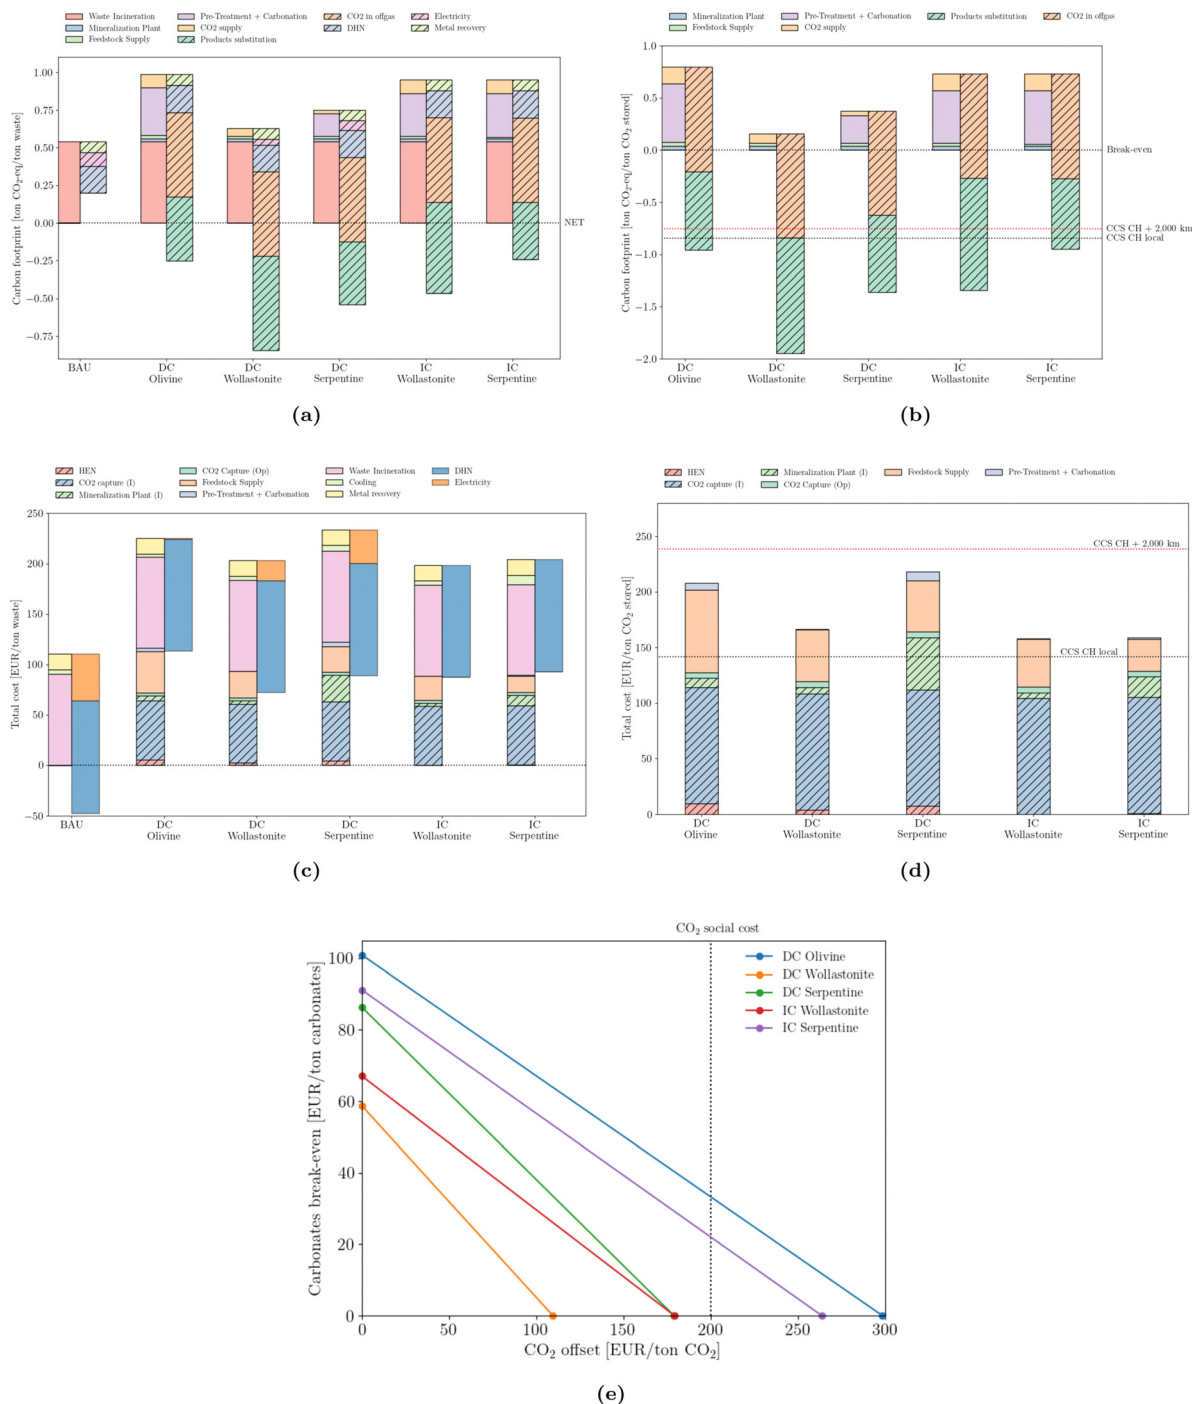 Waste Incineration
Mineralization Plant
Feedstock Supply
Pre-Treatment + Carbonation
CO2 supply
Products substitution
CO2 in offgas
DHN
Electricity
Metal recovery
Carbon footprint [ton CO₂-eq/ton waste]
1.00
0.75
0.50
0.25
0.00
−0.25
−0.50
−0.75
NET
BAU
DC Olivine
DC Wollastonite
DC Serpentine
IC Wollastonite
IC Serpentine
(a)
Mineralization Plant
Feedstock Supply
Pre-Treatment + Carbonation
CO2 supply
Products substitution
CO2 in offgas
Carbon footprint [ton CO₂-eq/ton CO₂ stored]
1.0
0.5
0.0
−0.5
−1.0
−1.5
−2.0
Break-even
CCS CH + 2,000 km
CCS CH local
DC Olivine
DC Wollastonite
DC Serpentine
IC Wollastonite
IC Serpentine
(b)
HEN
CO2 capture (I)
Mineralization Plant (I)
CO2 Capture (Op)
Feedstock Supply
Pre-Treatment + Carbonation
Waste Incineration
Cooling
Metal recovery
DHN
Electricity
Total cost [EUR/ton waste]
250
200
150
100
50
0
−50
BAU
DC Olivine
DC Wollastonite
DC Serpentine
IC Wollastonite
IC Serpentine
(c)
HEN
CO2 capture (I)
Mineralization Plant (I)
CO2 Capture (Op)
Feedstock Supply
Pre-Treatment + Carbonation
Total cost [EUR/ton CO₂ stored]
250
200
150
100
50
0
CCS CH + 2,000 km
CCS CH local
DC Olivine
DC Wollastonite
DC Serpentine
IC Wollastonite
IC Serpentine
(d)
CO₂ social cost
Carbonates break-even [EUR/ton carbonates]
100
80
60
40
20
0
DC Olivine
DC Wollastonite
DC Serpentine
IC Wollastonite
IC Serpentine
0 50 100 150 200 250 300
CO₂ offset [EUR/ton CO₂]
(e)